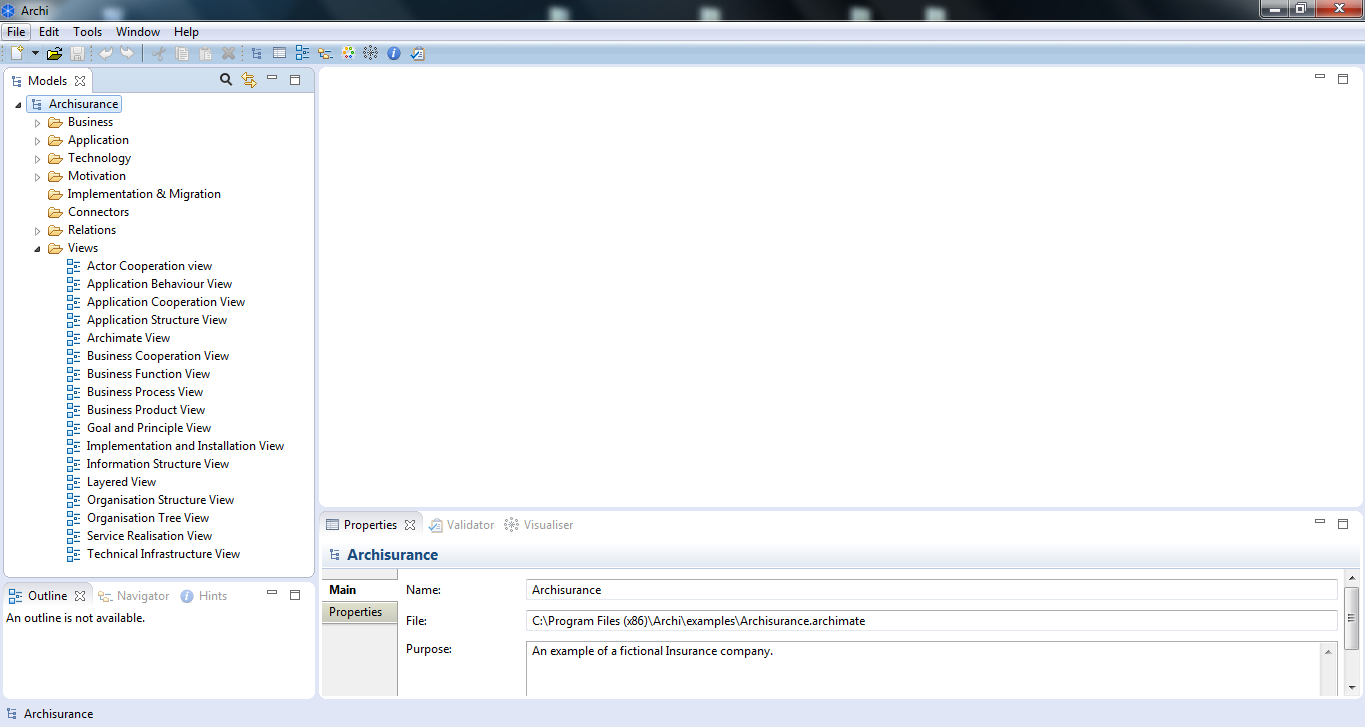 Archi
File Edit Tools Window Help
Models
Archisurance
Business
Application
Technology
Motivation
Implementation & Migration
Connectors
Relations
Views
Actor Cooperation view
Application Behaviour View
Application Cooperation View
Application Structure View
Archimate View
Business Cooperation View
Business Function View
Business Process View
Business Product View
Goal and Principle View
Implementation and Installation View
Information Structure View
Layered View
Organisation Structure View
Organisation Tree View
Service Realisation View
Technical Infrastructure View
Outline Navigator Hints
An outline is not available.
Properties Validator Visualiser
Archisurance
Main
Properties
Name: Archisurance
File: C:\Program Files (x86)\Archi\examples\Archisurance.archimate
Purpose: An example of a fictional Insurance company.
Archisurance